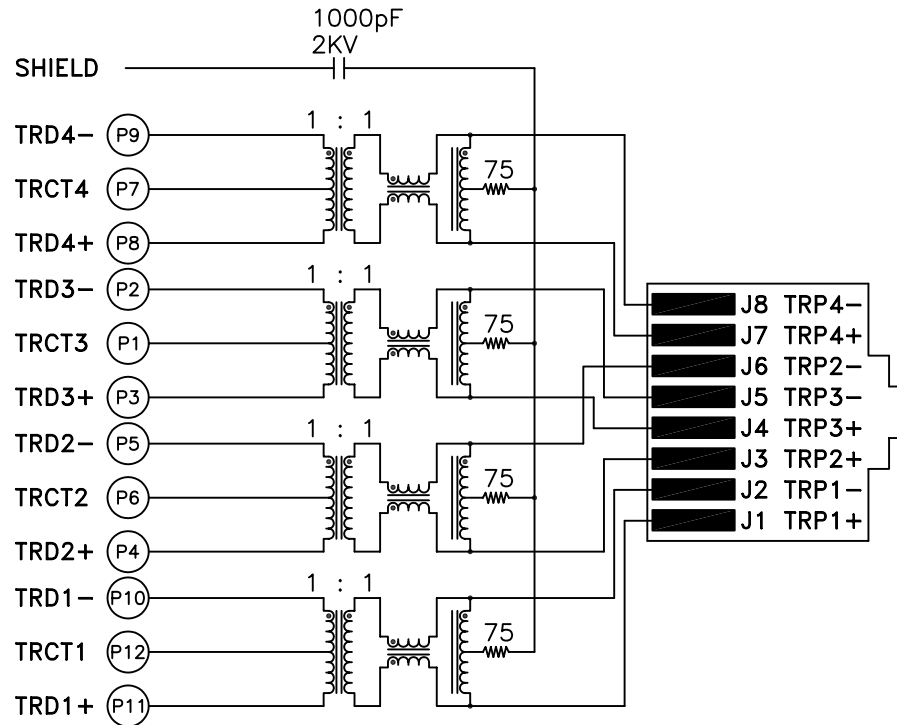 1000pF
2KV
SHIELD
1 : 1
TRD4- P9
75
TRCT4 P7
TRD4+ P8
1 : 1
TRD3- P2
75
TRCT3 P1
TRD3+ P3
1 : 1
TRD2- P5
75
TRCT2 P6
TRD2+ P4
1 : 1
TRD1- P10
75
TRCT1 P12
TRD1+ P11
J8 TRP4-
J7 TRP4+
J6 TRP2-
J5 TRP3-
J4 TRP3+
J3 TRP2+
J2 TRP1-
J1 TRP1+